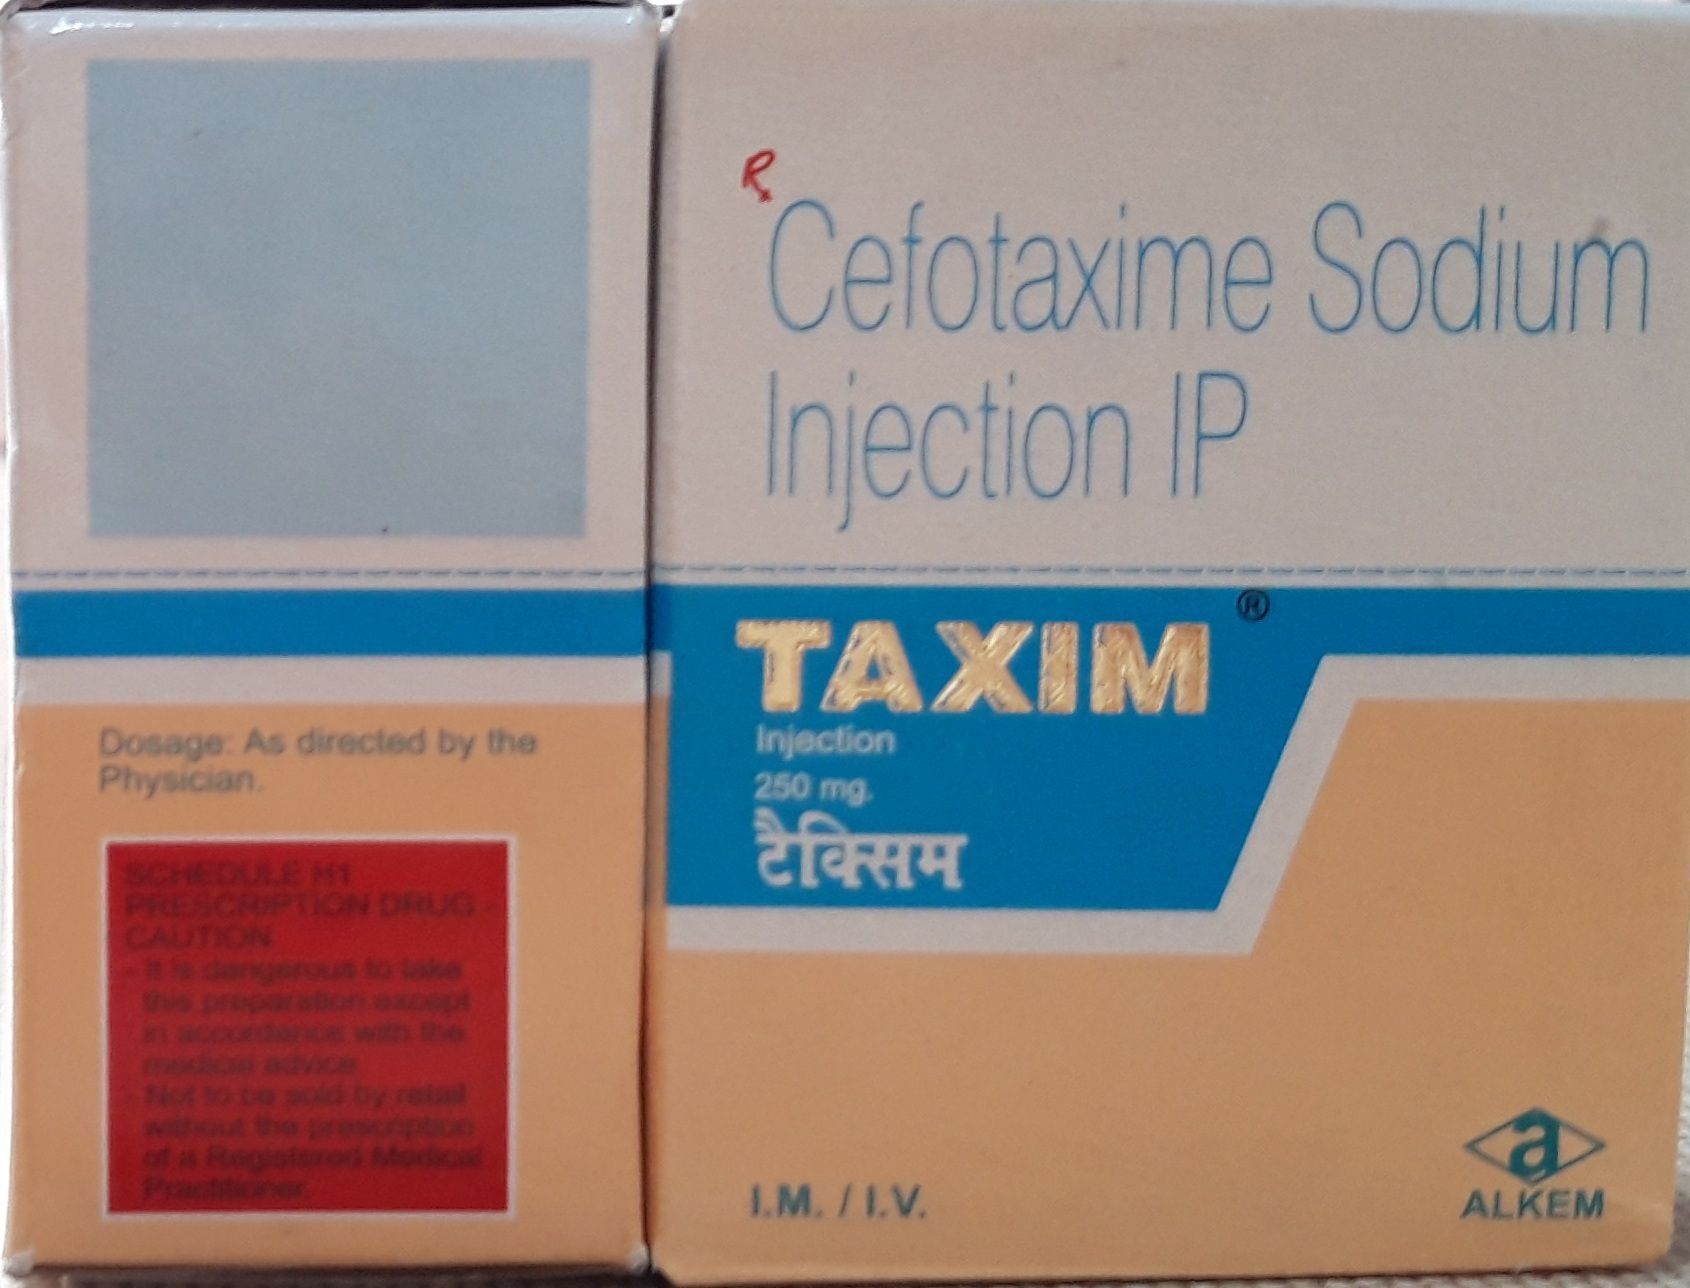 Dosage: As directed by the
Physician.
SCHEDULE H1
PRESCRIPTION DRUG -
CAUTION
- It is dangerous to take
this preparation except
in accordance with the
medical advice.
- Not to be sold by retail
without the prescription
of a Registered Medical
Practitioner.
Rx
Cefotaxime Sodium
Injection IP
TAXIM®
Injection
250 mg.
टैक्सिम
I.M. / I.V.
a
ALKEM